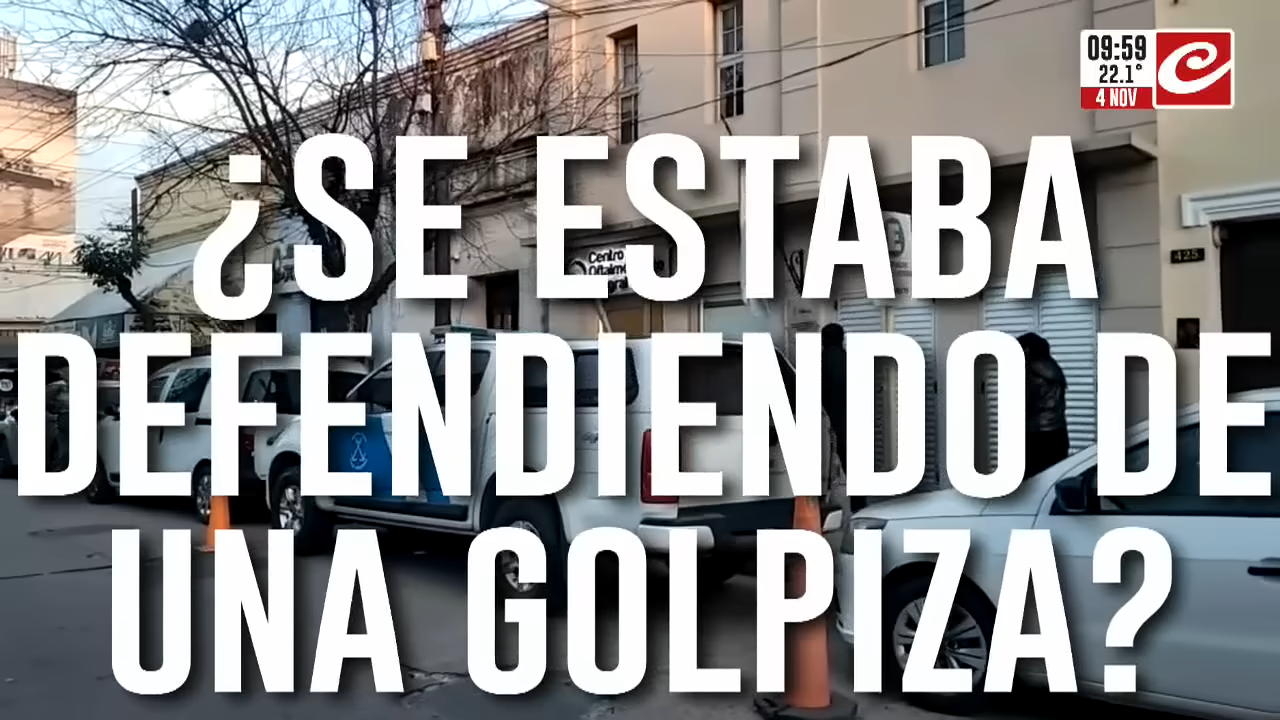 09:59
22.1°
4 NOV
¿SE ESTABA
DEFENDIENDO DE
UNA GOLPIZA?
Centro
425